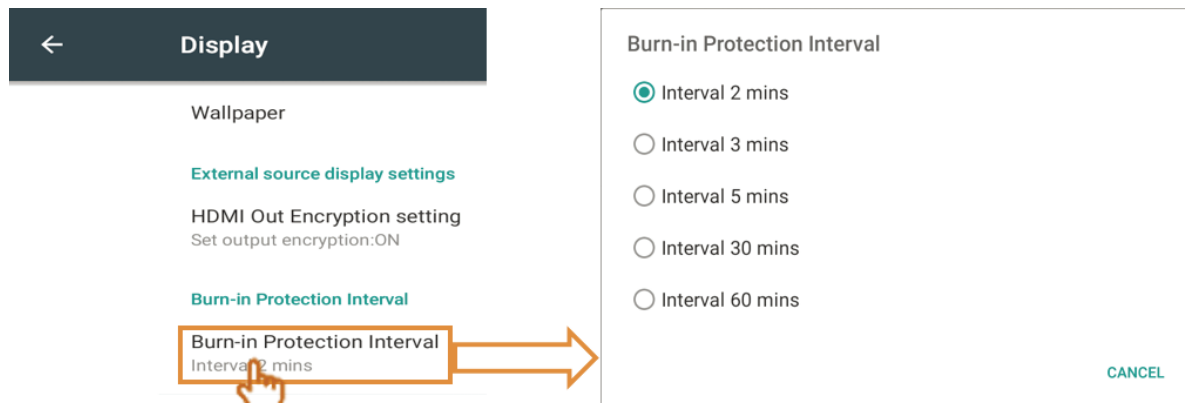 Display
Wallpaper
External source display settings
HDMI Out Encryption setting
Set output encryption:ON
Burn-in Protection Interval
Burn-in Protection Interval
Interval 2 mins
Burn-in Protection Interval
Interval 2 mins
Interval 3 mins
Interval 5 mins
Interval 30 mins
Interval 60 mins
CANCEL